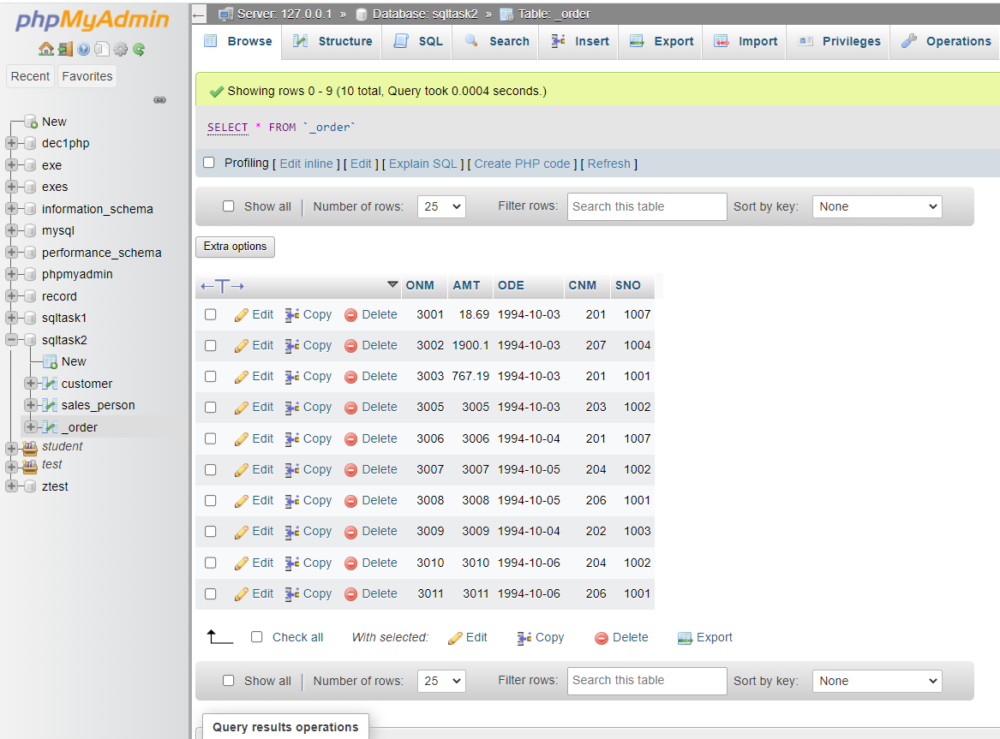 phpMyAdmin
Recent Favorites
New
dec1php
exe
exes
information_schema
mysql
performance_schema
phpmyadmin
record
sqltask1
sqltask2
New
customer
sales_person
_order
student
test
ztest
Server: 127.0.0.1 » Database: sqltask2 » Table: _order
Browse Structure SQL Search Insert Export Import Privileges Operations
Showing rows 0 - 9 (10 total, Query took 0.0004 seconds.)
SELECT * FROM `_order`
Profiling [ Edit inline ] [ Edit ] [ Explain SQL ] [ Create PHP code ] [ Refresh ]
Show all | Number of rows: 25 Filter rows: Search this table Sort by key: None
Extra options
←T→ ONM AMT ODE CNM SNO
Edit Copy Delete 3001 18.69 1994-10-03 201 1007
Edit Copy Delete 3002 1900.1 1994-10-03 207 1004
Edit Copy Delete 3003 767.19 1994-10-03 201 1001
Edit Copy Delete 3005 3005 1994-10-03 203 1002
Edit Copy Delete 3006 3006 1994-10-04 201 1007
Edit Copy Delete 3007 3007 1994-10-05 204 1002
Edit Copy Delete 3008 3008 1994-10-05 206 1001
Edit Copy Delete 3009 3009 1994-10-04 202 1003
Edit Copy Delete 3010 3010 1994-10-06 204 1002
Edit Copy Delete 3011 3011 1994-10-06 206 1001
Check all With selected: Edit Copy Delete Export
Show all | Number of rows: 25 Filter rows: Search this table Sort by key: None
Query results operations